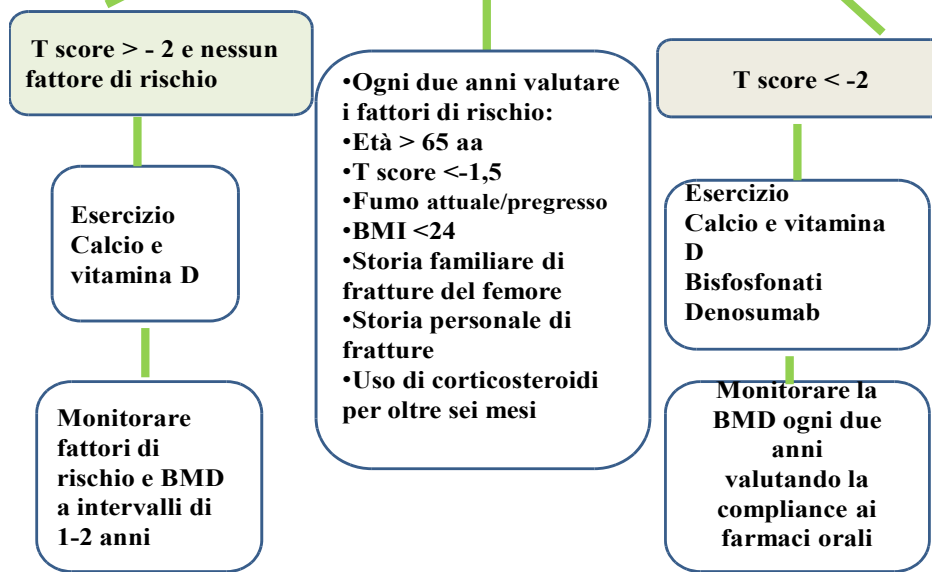 T score > - 2 e nessun
fattore di rischio
Esercizio
Calcio e
vitamina D
Monitorare
fattori di
rischio e BMD
a intervalli di
1-2 anni
•Ogni due anni valutare
i fattori di rischio:
•Età > 65 aa
•T score <-1,5
•Fumo attuale/pregresso
•BMI <24
•Storia familiare di
fratture del femore
•Storia personale di
fratture
•Uso di corticosteroidi
per oltre sei mesi
T score < -2
Esercizio
Calcio e vitamina
D
Bisfosfonati
Denosumab
Monitorare la
BMD ogni due
anni
valutando la
compliance ai
farmaci orali